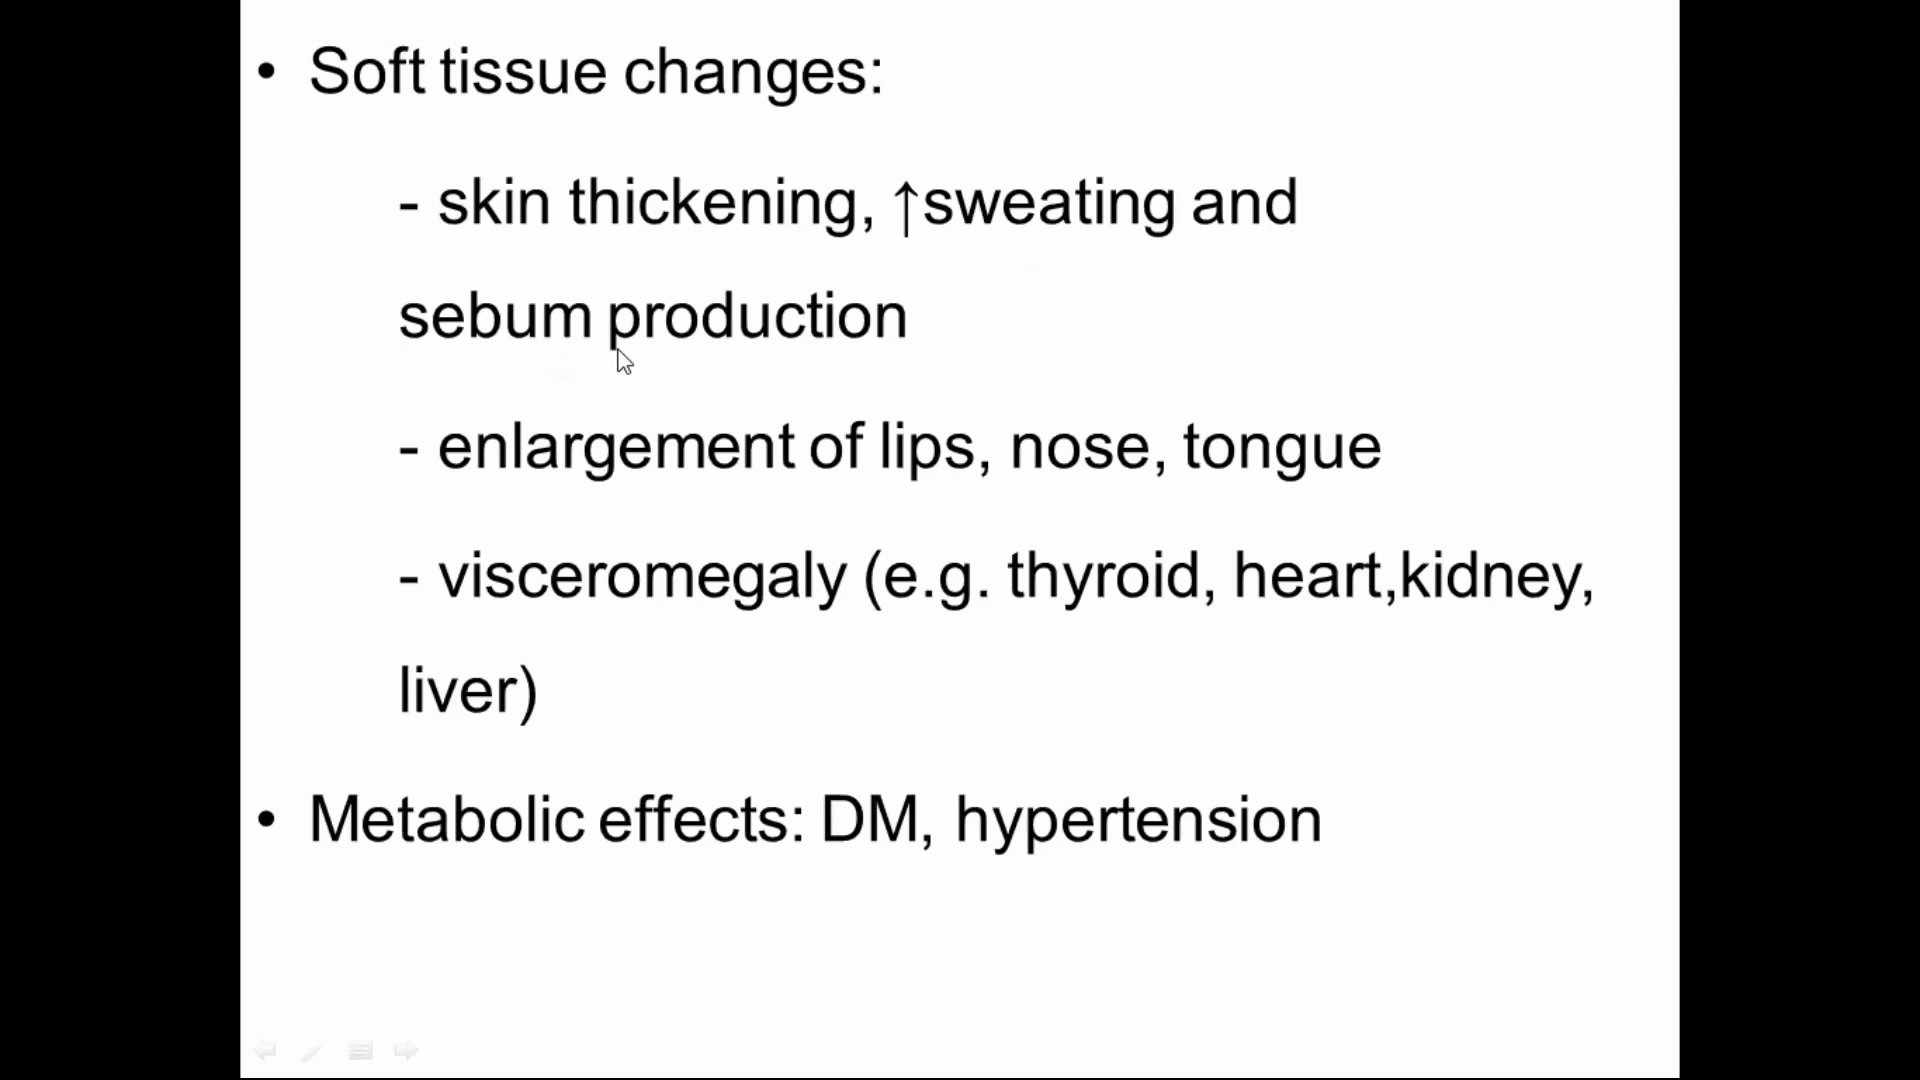 • Soft tissue changes:
- skin thickening, ↑sweating and
sebum production
- enlargement of lips, nose, tongue
- visceromegaly (e.g. thyroid, heart,kidney,
liver)
• Metabolic effects: DM, hypertension